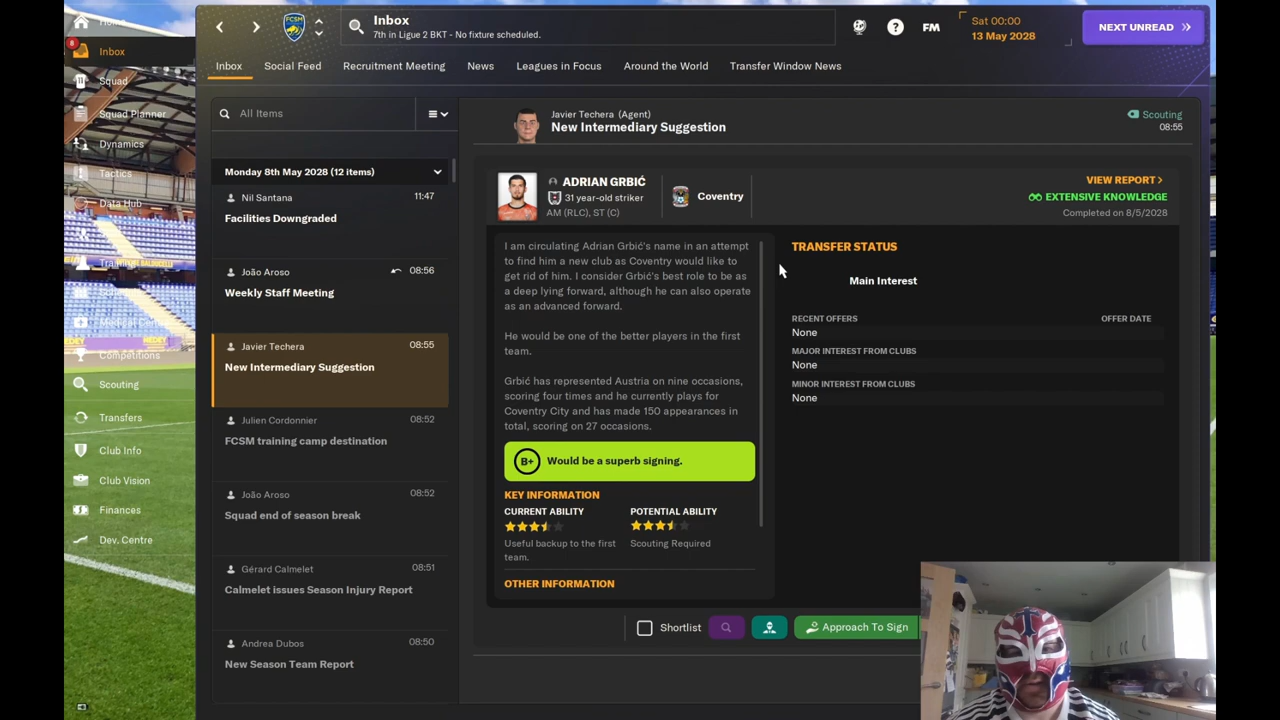 Home
8
Inbox
Squad
Squad Planner
Dynamics
Tactics
Data Hub
Competitions
Scouting
Transfers
Club Info
Club Vision
Finances
Dev. Centre
FCSM
Inbox
7th in Ligue 2 BKT - No fixture scheduled.
?
FM
Sat 00:00
13 May 2028
NEXT UNREAD
Inbox
Social Feed
Recruitment Meeting
News
Leagues in Focus
Around the World
Transfer Window News
All Items
Monday 8th May 2028 (12 items)
Nil Santana
11:47
Facilities Downgraded
João Aroso
08:56
Weekly Staff Meeting
Javier Techera
08:55
New Intermediary Suggestion
Julien Cordonnier
08:52
FCSM training camp destination
João Aroso
08:52
Squad end of season break
Gérard Calmelet
08:51
Calmelet issues Season Injury Report
Andrea Dubos
08:50
New Season Team Report
Javier Techera (Agent)
New Intermediary Suggestion
Scouting
08:55
ADRIAN GRBIĆ
31 year-old striker
AM (RLC), ST (C)
Coventry
VIEW REPORT >
EXTENSIVE KNOWLEDGE
Completed on 8/5/2028
I am circulating Adrian Grbić's name in an attempt
to find him a new club as Coventry would like to
get rid of him. I consider Grbić's best role to be as
a deep lying forward, although he can also operate
as an advanced forward.
He would be one of the better players in the first
team.
Grbić has represented Austria on nine occasions,
scoring four times and he currently plays for
Coventry City and has made 150 appearances in
total, scoring on 27 occasions.
B+
Would be a superb signing.
KEY INFORMATION
CURRENT ABILITY
POTENTIAL ABILITY
Useful backup to the first
team.
Scouting Required
OTHER INFORMATION
TRANSFER STATUS
Main Interest
RECENT OFFERS
OFFER DATE
None
MAJOR INTEREST FROM CLUBS
None
MINOR INTEREST FROM CLUBS
None
Shortlist
Approach To Sign